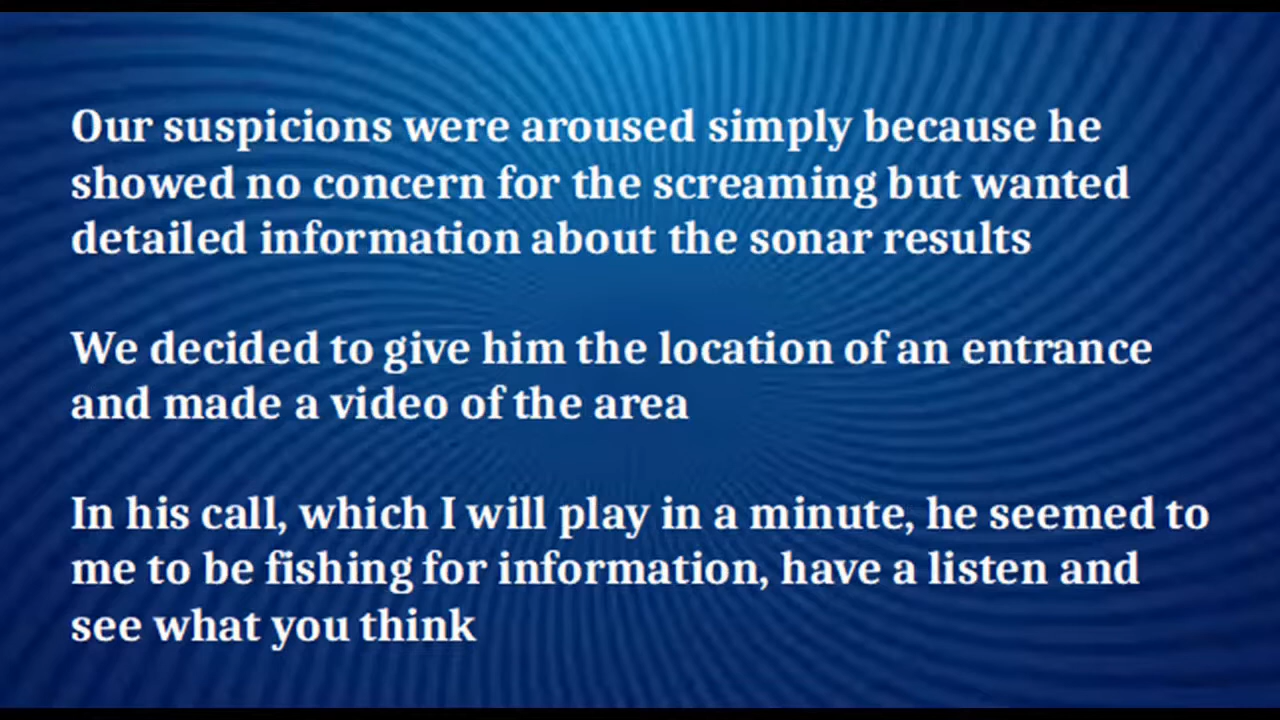 Our suspicions were aroused simply because he
showed no concern for the screaming but wanted
detailed information about the sonar results
We decided to give him the location of an entrance
and made a video of the area
In his call, which I will play in a minute, he seemed to
me to be fishing for information, have a listen and
see what you think